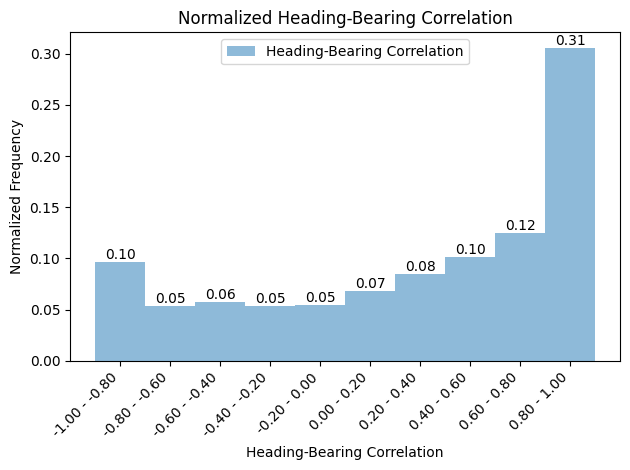 Normalized Heading-Bearing Correlation
Heading-Bearing Correlation
Normalized Frequency
0.30
0.25
0.20
0.15
0.10
0.05
0.00
0.10
0.05
0.06
0.05
0.05
0.07
0.08
0.10
0.12
0.31
-1.00 - -0.80
-0.80 - -0.60
-0.60 - -0.40
-0.40 - -0.20
-0.20 - 0.00
0.00 - 0.20
0.20 - 0.40
0.40 - 0.60
0.60 - 0.80
0.80 - 1.00
Heading-Bearing Correlation